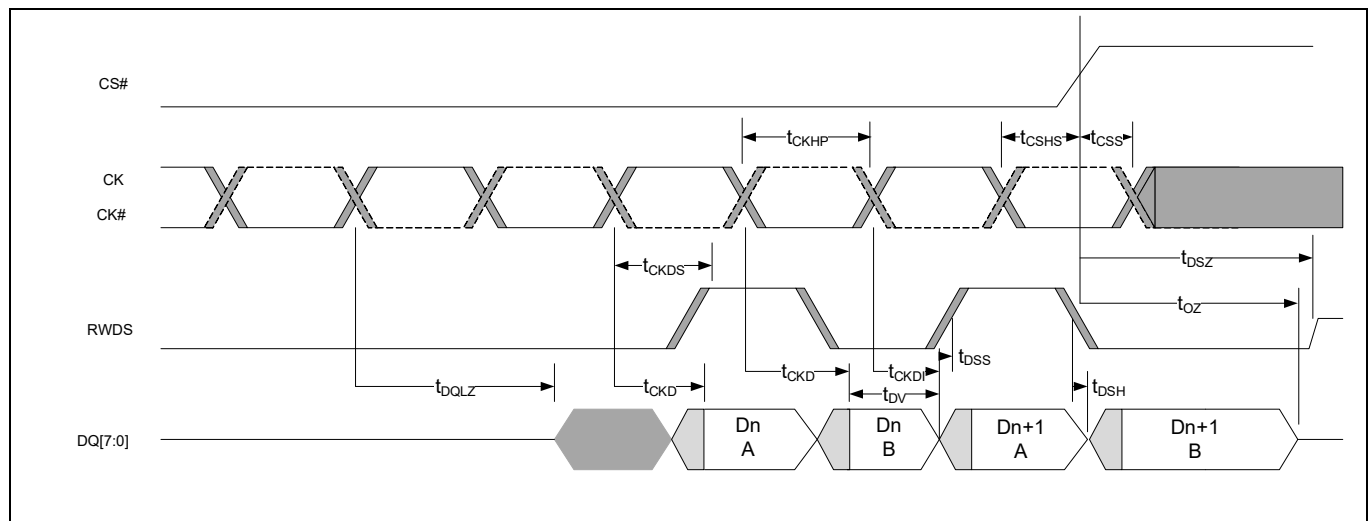 CS#
tCKHP
tCSHS
tCSS
CK
CK#
tCKDS
tDSZ
tOZ
RWDS
tDQLZ
tCKD
tCKD
tCKDI
tDSS
tDV
tDSH
DQ[7:0]
Dn
A
Dn
B
Dn+1
A
Dn+1
B